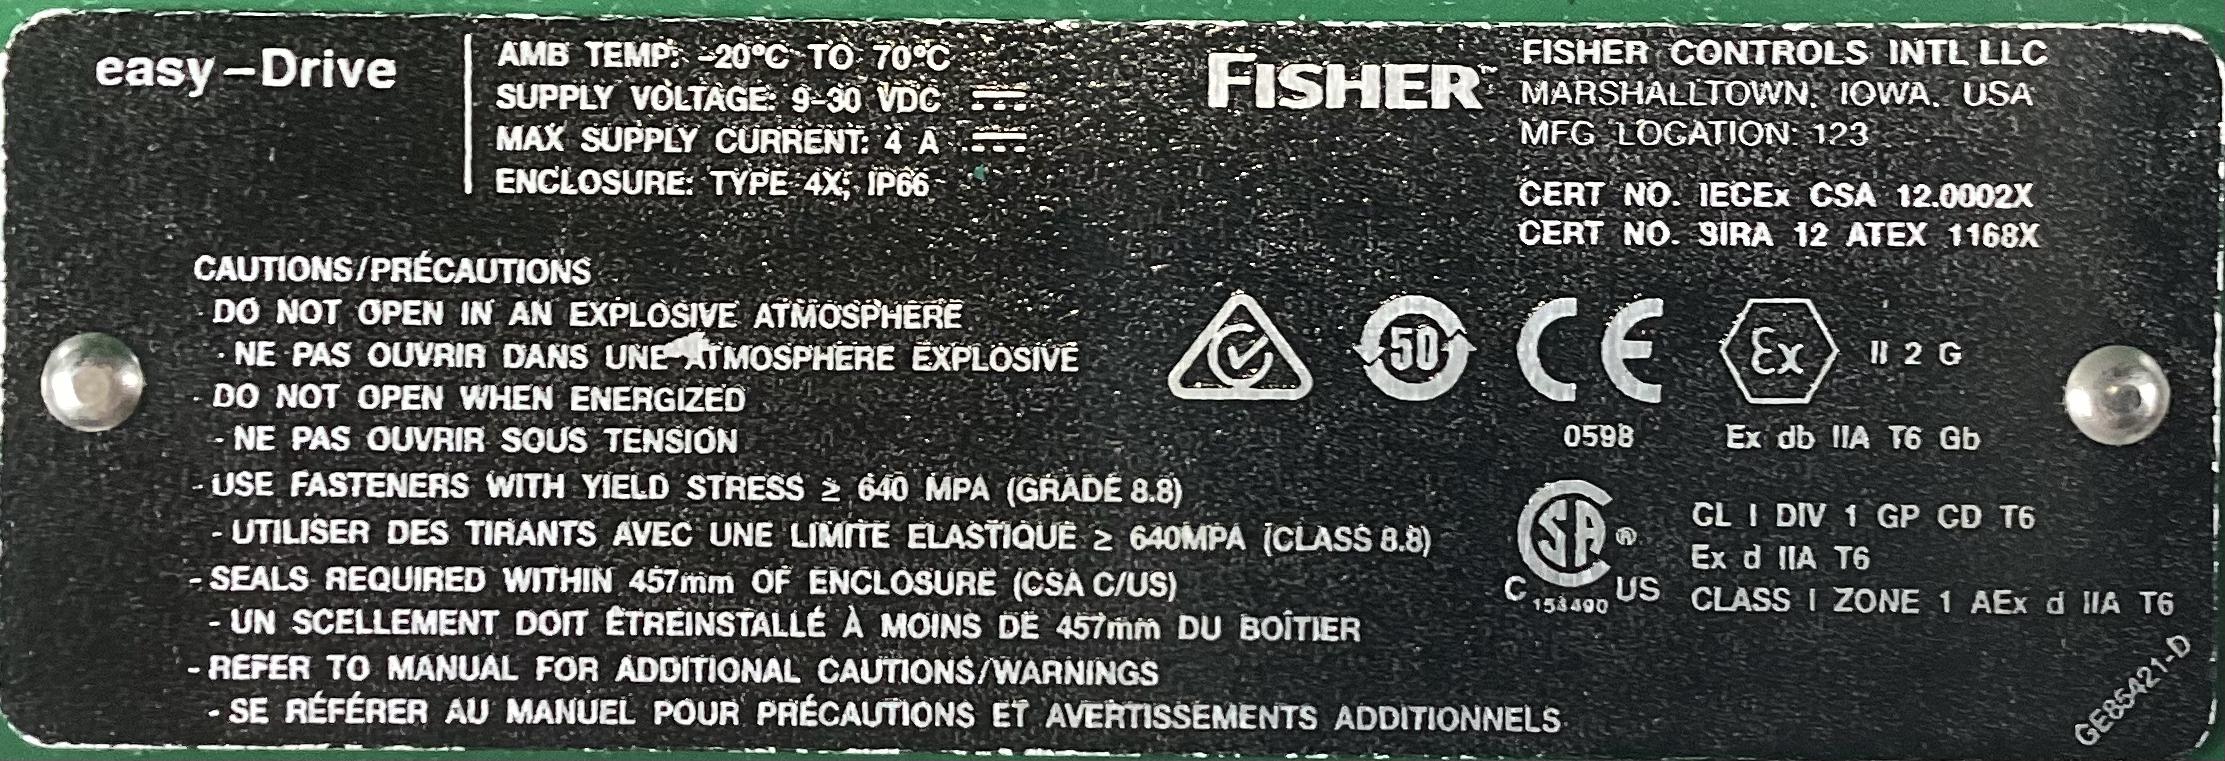 easy-Drive
AMB TEMP: -20°C TO 70°C
SUPPLY VOLTAGE: 9-30 VDC
MAX SUPPLY CURRENT: 4 A
ENCLOSURE: TYPE 4X; IP66
FISHER™
FISHER CONTROLS INTL LLC
MARSHALLTOWN, IOWA. USA
MFG LOCATION: 123
CERT NO. IECEx CSA 12.0002X
CERT NO. SIRA 12 ATEX 1168X
CAUTIONS/PRÉCAUTIONS
- DO NOT OPEN IN AN EXPLOSIVE ATMOSPHERE
- NE PAS OUVRIR DANS UNE ATMOSPHERE EXPLOSIVE
- DO NOT OPEN WHEN ENERGIZED
- NE PAS OUVRIR SOUS TENSION
- USE FASTENERS WITH YIELD STRESS ≥ 640 MPA (GRADE 8.8)
- UTILISER DES TIRANTS AVEC UNE LIMITE ELASTIQUE ≥ 640MPA (CLASS 8.8)
- SEALS REQUIRED WITHIN 457mm OF ENCLOSURE (CSA C/US)
- UN SCELLEMENT DOIT ÊTREINSTALLÉ À MOINS DE 457mm DU BOÎTIER
- REFER TO MANUAL FOR ADDITIONAL CAUTIONS/WARNINGS
- SE RÉFÉRER AU MANUEL POUR PRÉCAUTIONS ET AVERTISSEMENTS ADDITIONNELS
50
CE
0598
Ex
II 2 G
Ex db IIA T6 Gb
CSA®
C 158490 US
CL I DIV 1 GP CD T6
Ex d IIA T6
CLASS I ZONE 1 AEx d IIA T6
GE85421-D